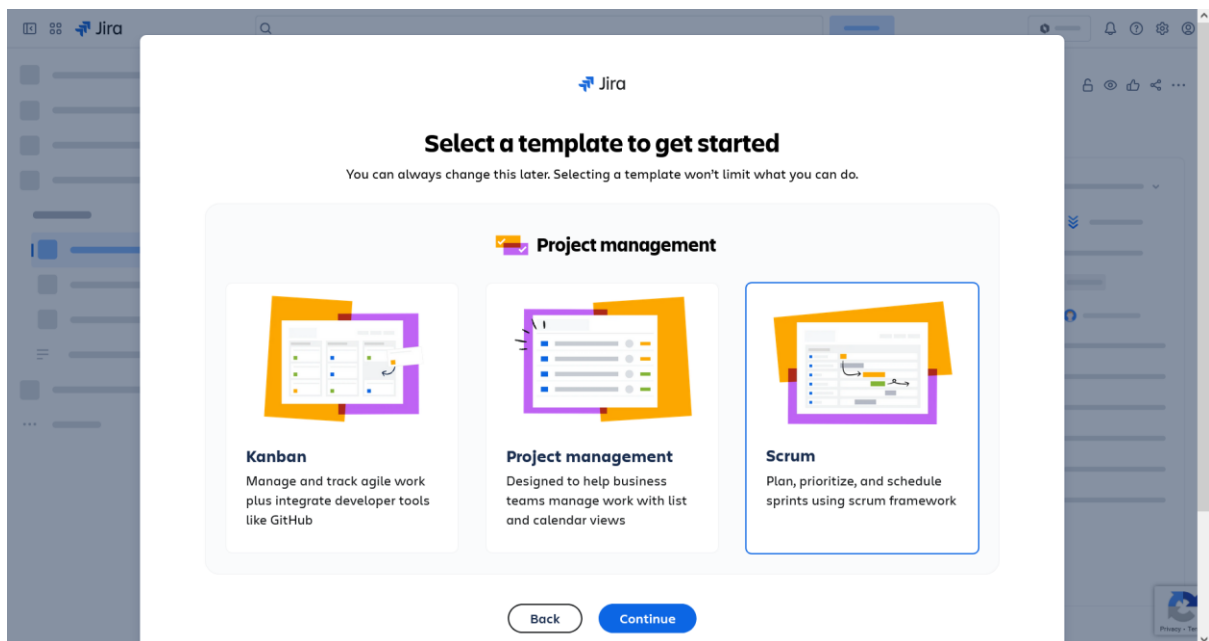 Jira
Jira
Select a template to get started
You can always change this later. Selecting a template won't limit what you can do.
Project management
Kanban
Manage and track agile work
plus integrate developer tools
like GitHub
Project management
Designed to help business
teams manage work with list
and calendar views
Scrum
Plan, prioritize, and schedule
sprints using scrum framework
Back
Continue
Privacy